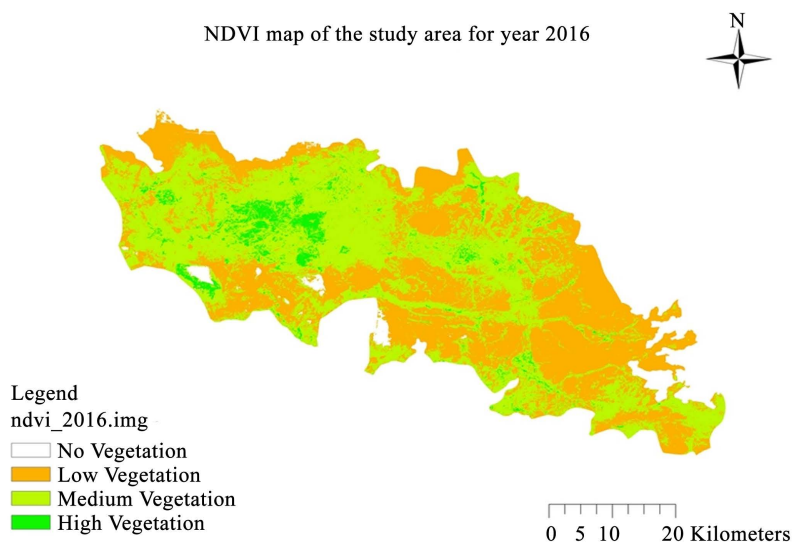 NDVI map of the study area for year 2016
N
Legend
ndvi_2016.img
No Vegetation
Low Vegetation
Medium Vegetation
High Vegetation
0 5 10 20 Kilometers